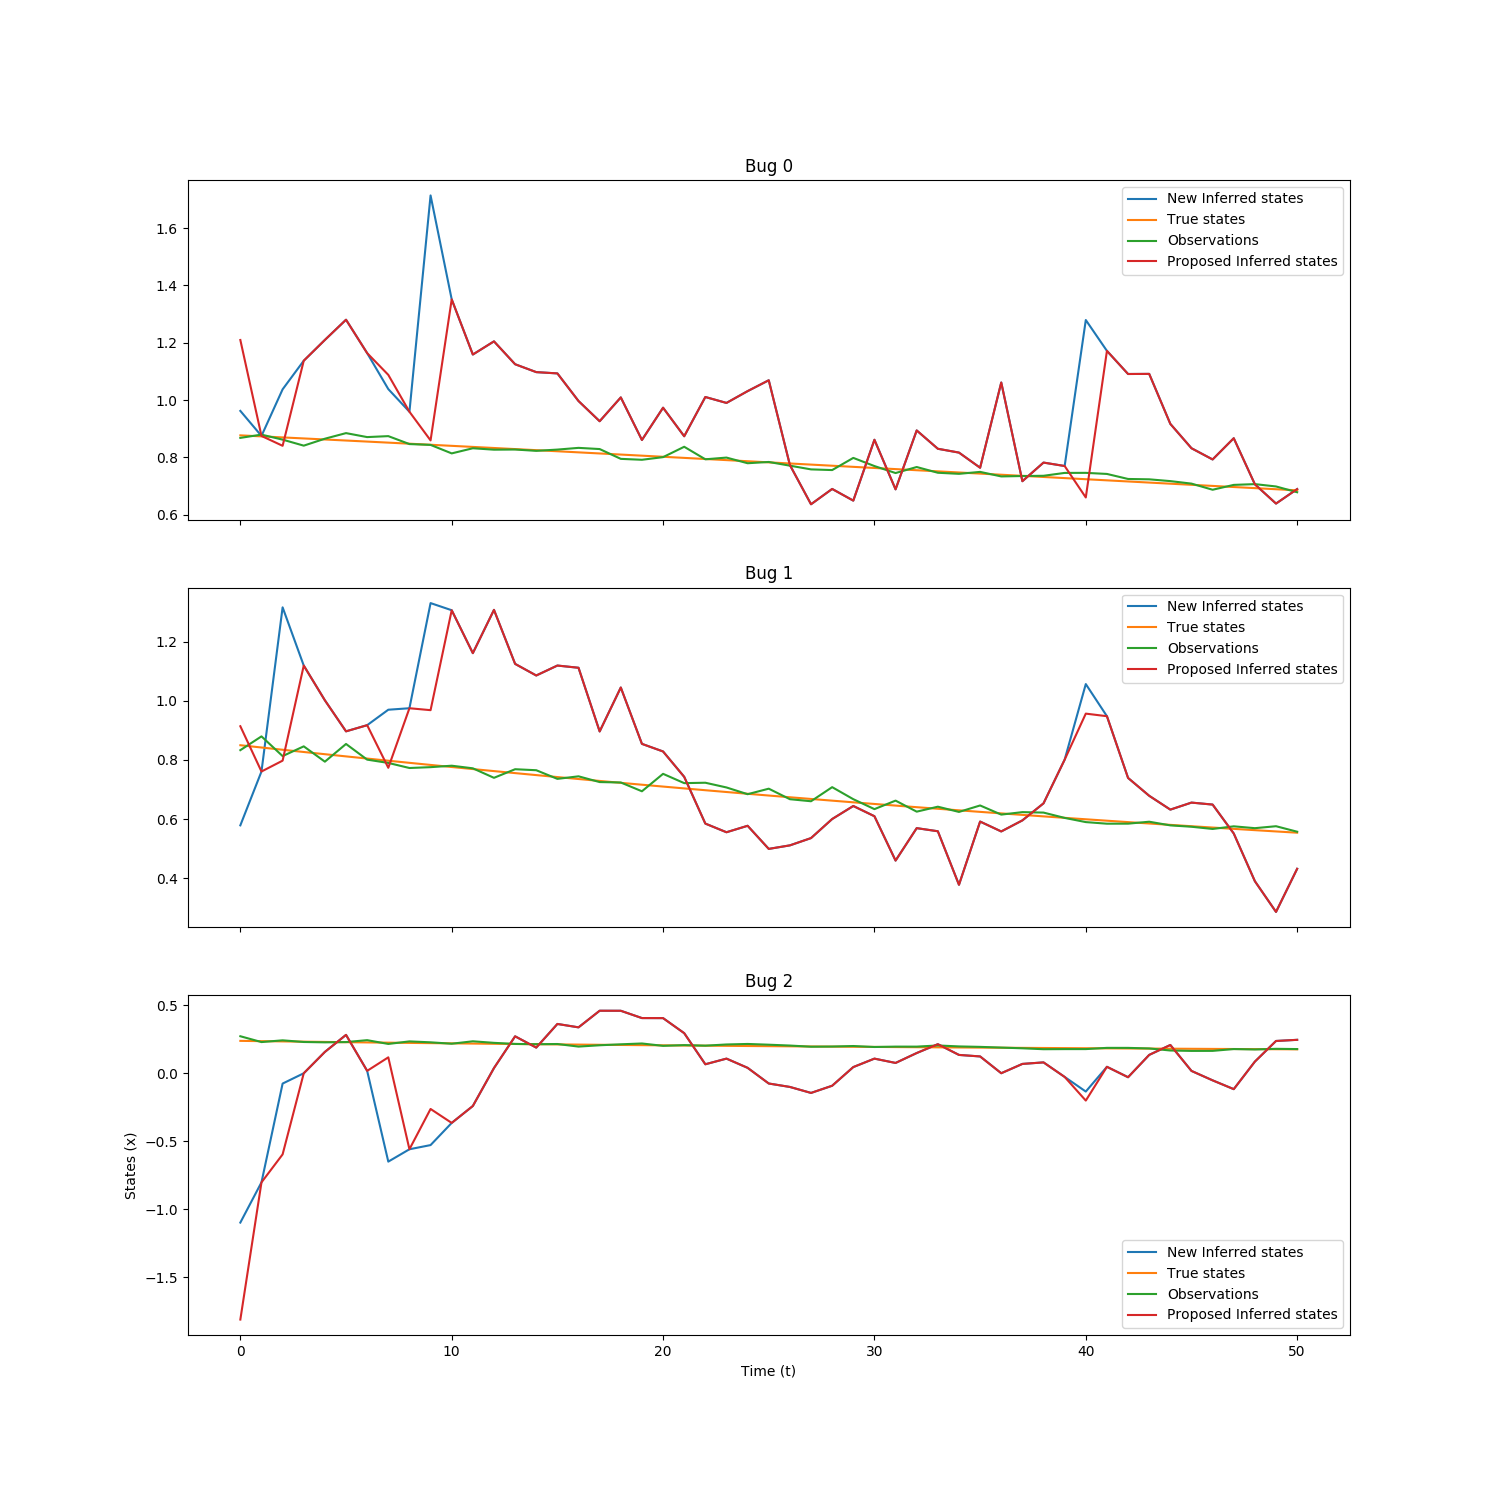 Bug 0
New Inferred states
True states
Observations
Proposed Inferred states
1.6
1.4
1.2
1.0
0.8
0.6
Bug 1
New Inferred states
True states
Observations
Proposed Inferred states
1.2
1.0
0.8
0.6
0.4
Bug 2
0.5
0.0
−0.5
−1.0
−1.5
States (x)
New Inferred states
True states
Observations
Proposed Inferred states
0 10 20 30 40 50
Time (t)